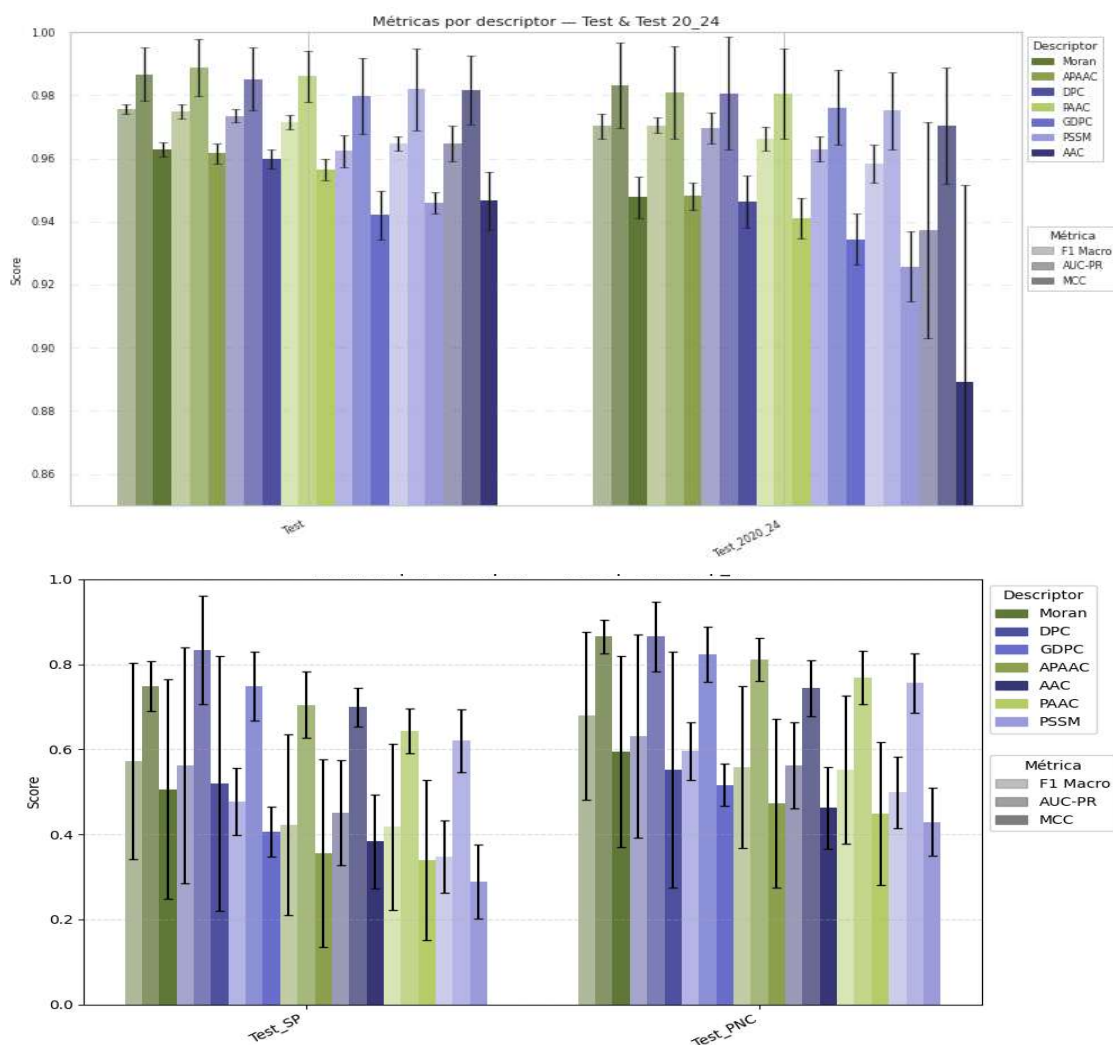 Métricas por descriptor — Test & Test 20_24
1.00
0.98
0.96
0.94
0.92
0.90
0.88
0.86
Score
Test
Test_2020_24
Descriptor
Moran
APAAC
DPC
PAAC
GDPC
PSSM
AAC
Métrica
F1 Macro
AUC-PR
MCC
1.0
0.8
0.6
0.4
0.2
0.0
Score
Test_SP
Test_PNC
Descriptor
Moran
DPC
GDPC
APAAC
AAC
PAAC
PSSM
Métrica
F1 Macro
AUC-PR
MCC